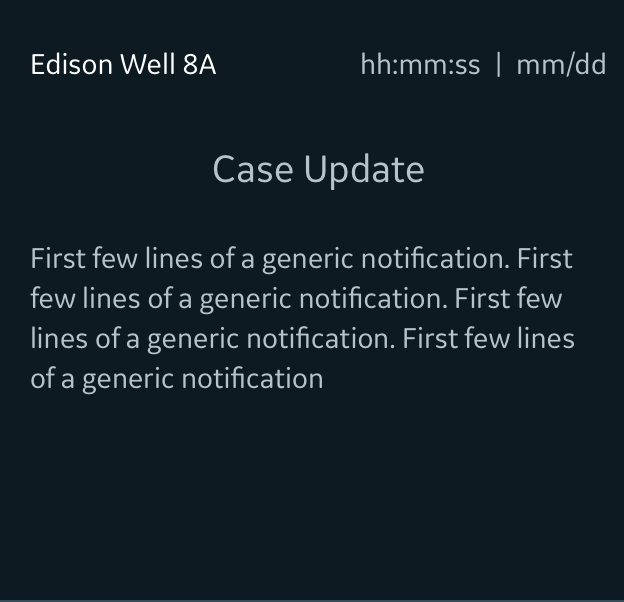 Edison Well 8A hh:mm:ss | mm/dd
Case Update
First few lines of a generic notification. First
few lines of a generic notification. First few
lines of a generic notification. First few lines
of a generic notification